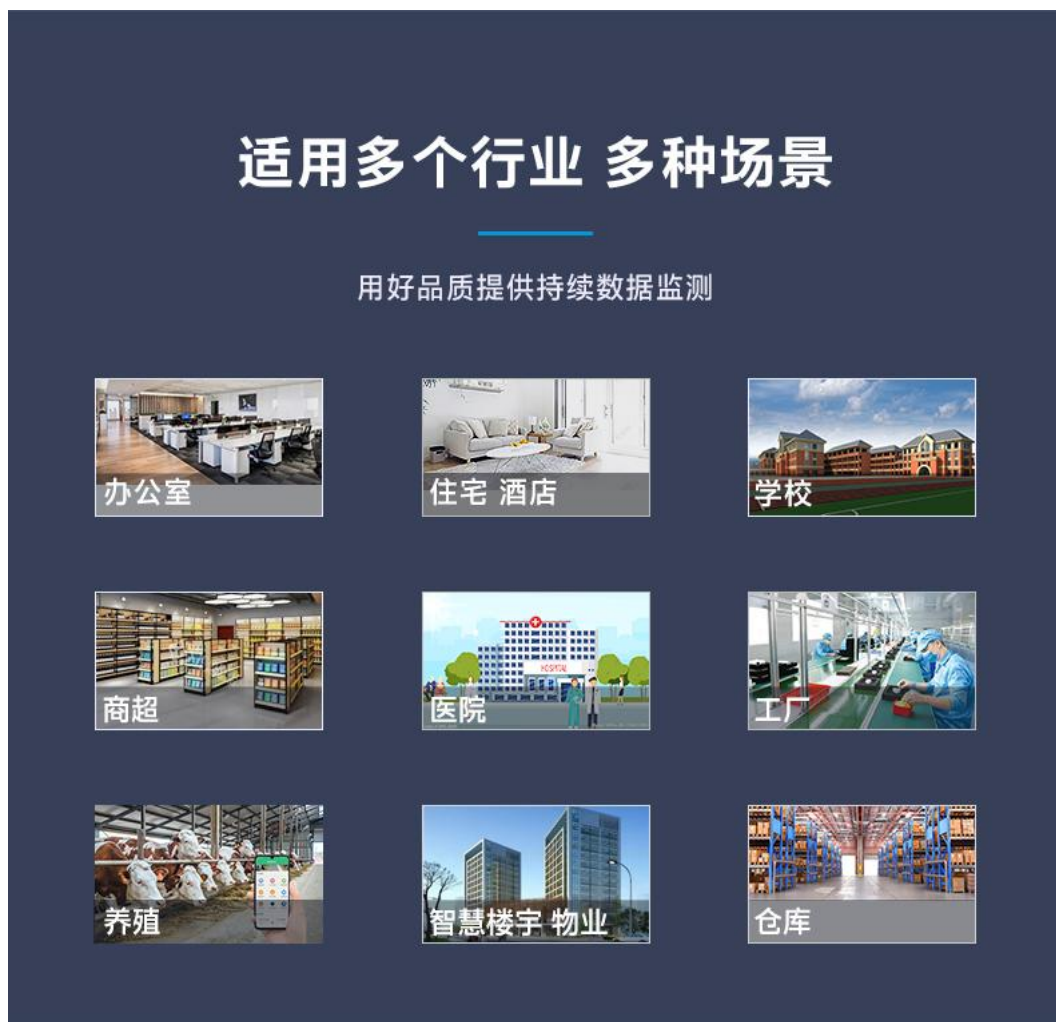 适用多个行业 多种场景
用好品质提供持续数据监测
办公室
住宅 酒店
学校
商超
HOSPITAL
医院
工厂
养殖
智慧楼宇 物业
仓库